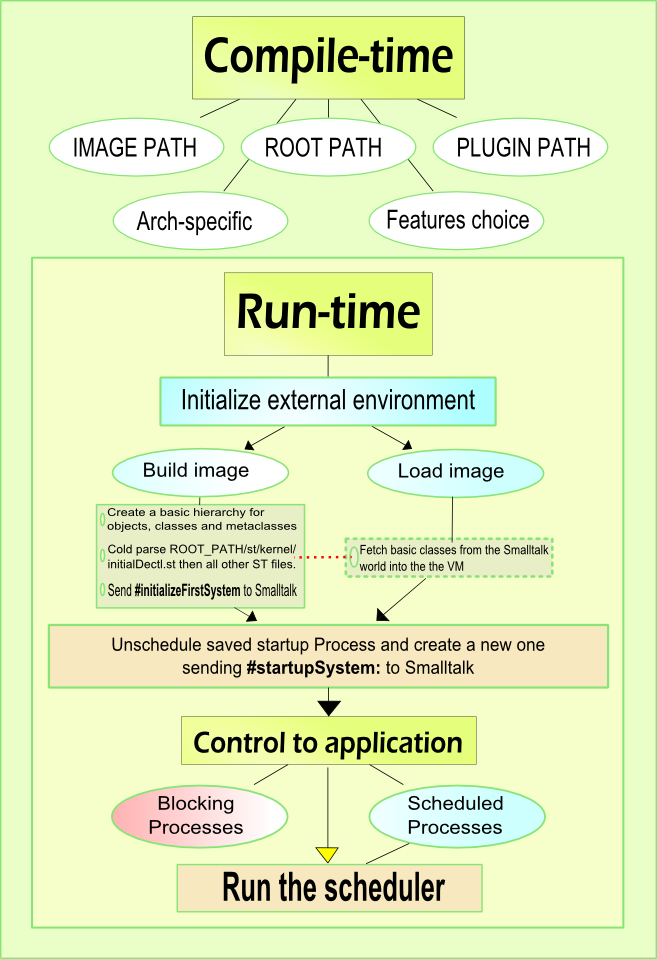 Compile-time
IMAGE PATH
ROOT PATH
PLUGIN PATH
Arch-specific
Features choice
Run-time
Initialize external environment
Build image
Load image
Create a basic hierarchy for
objects, classes and metaclasses
Cold parse ROOT_PATH/st/kernel/
initialDectl.st then all other ST files.
Send #initializeFirstSystem to Smalltalk
Fetch basic classes from the Smalltalk
world into the the VM
Unschedule saved startup Process and create a new one
sending #startupSystem: to Smalltalk
Control to application
Blocking
Processes
Scheduled
Processes
Run the scheduler